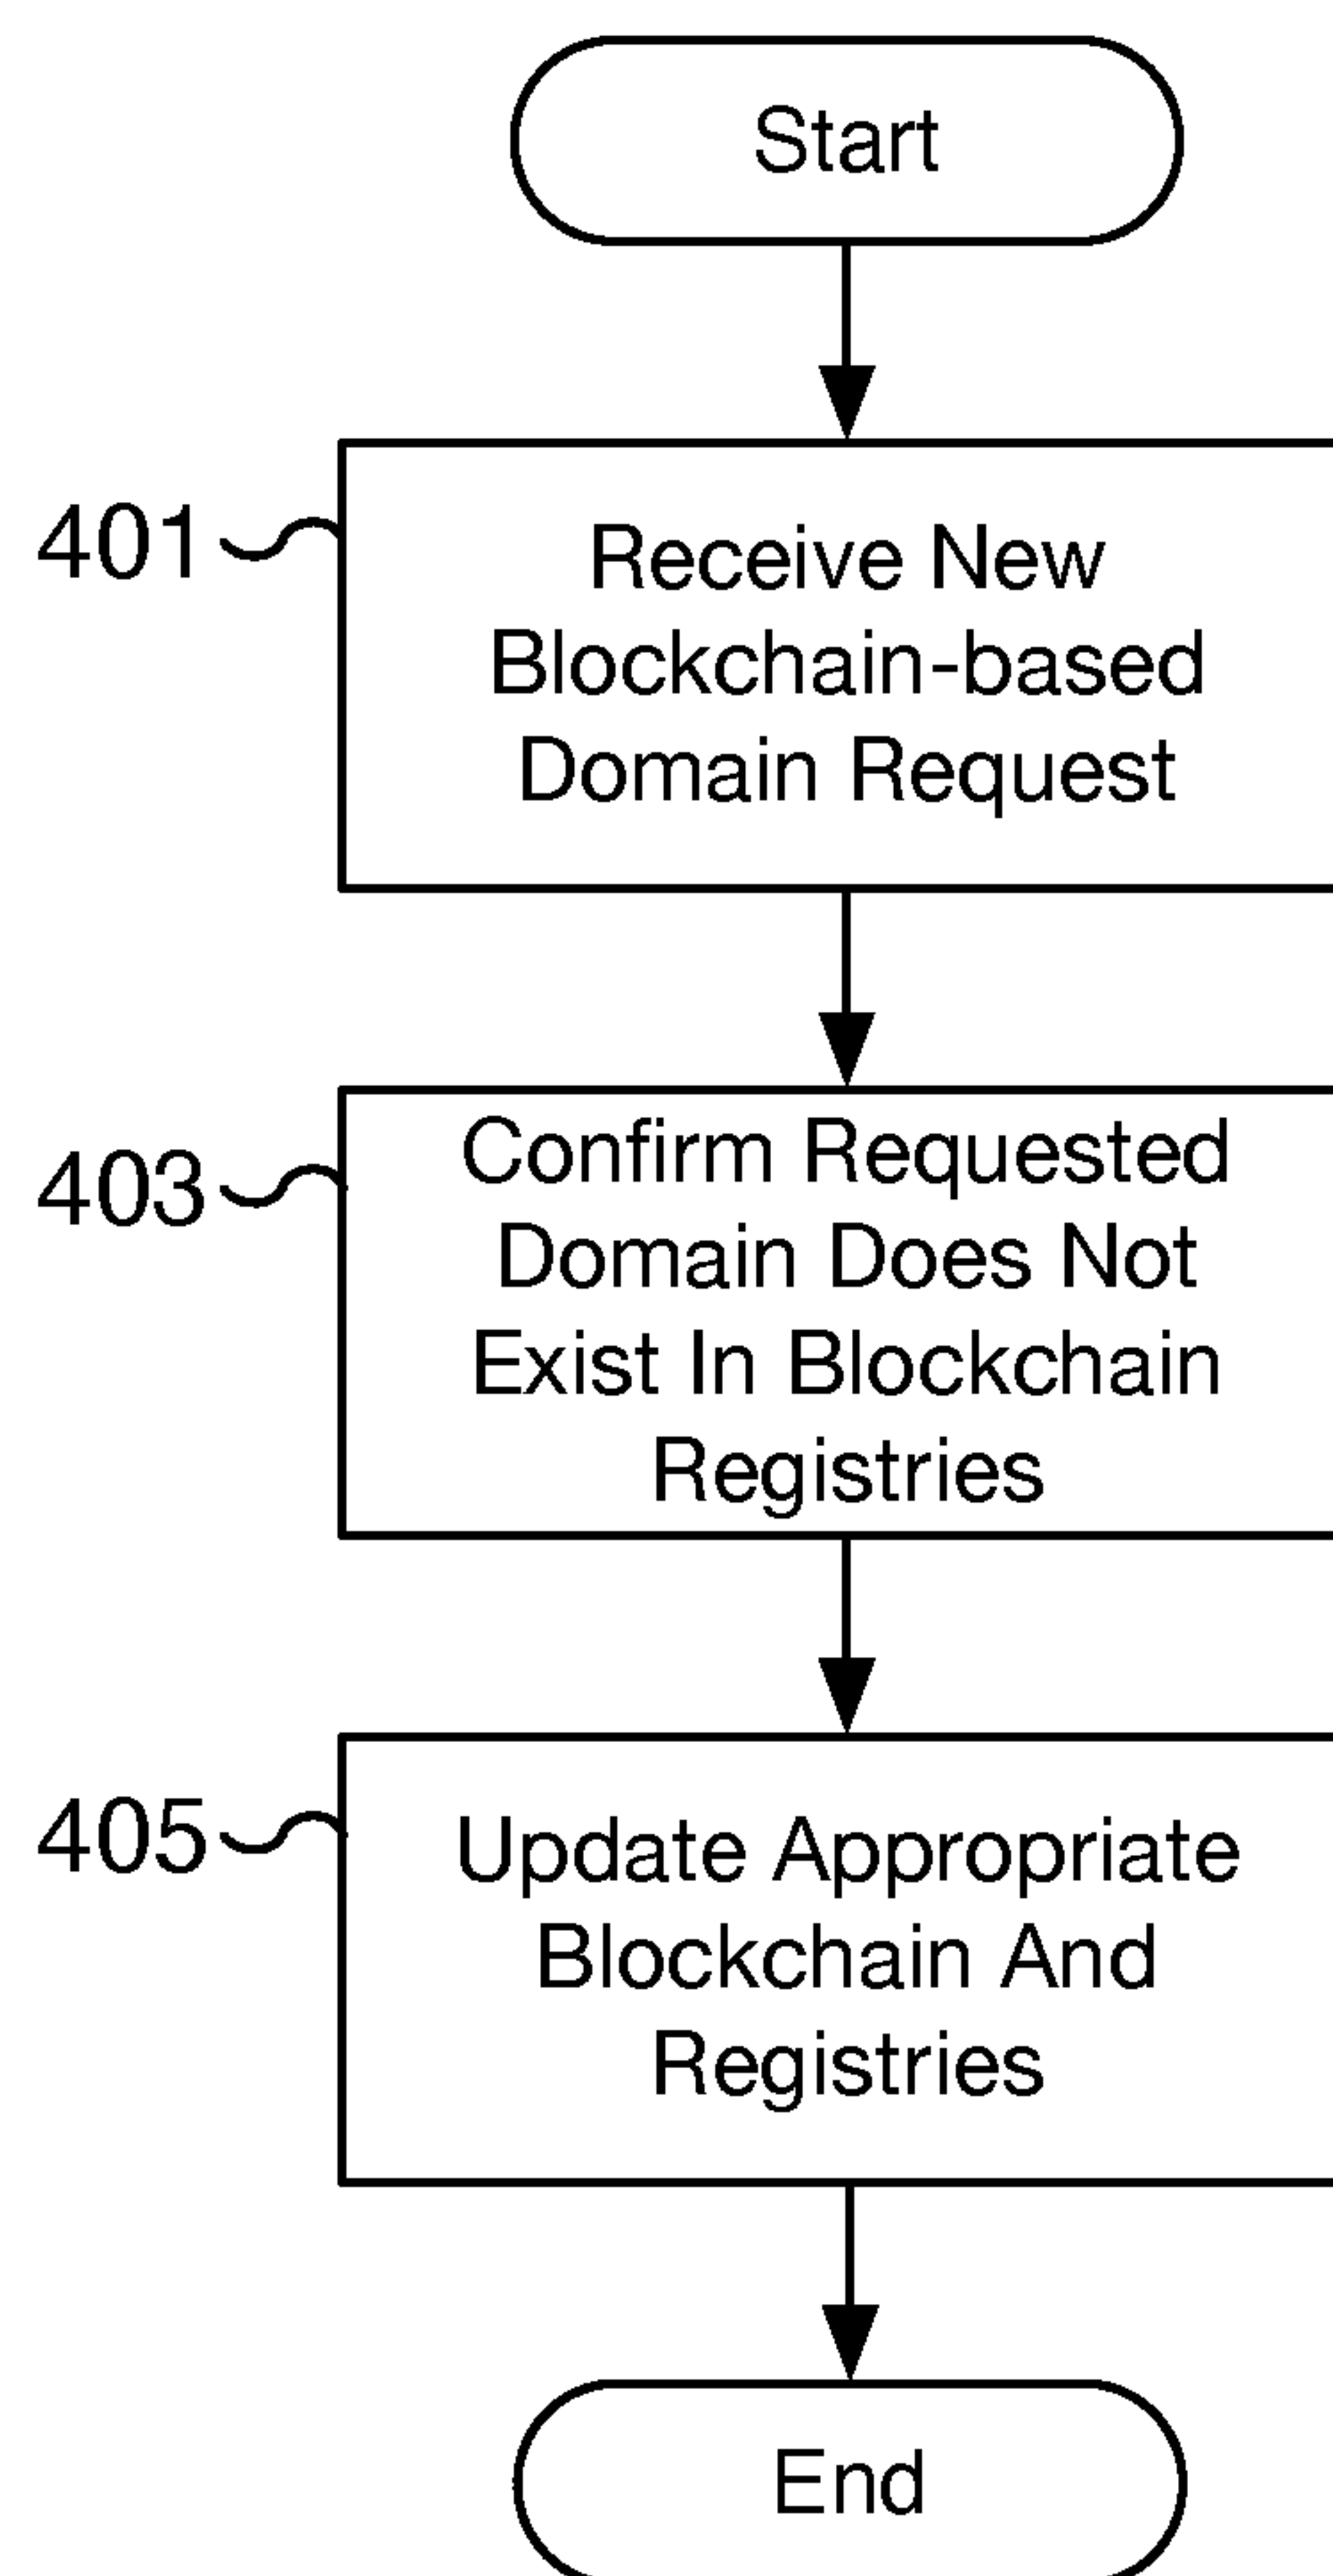 Start
401
Receive New
Blockchain-based
Domain Request
403
Confirm Requested
Domain Does Not
Exist In Blockchain
Registries
405
Update Appropriate
Blockchain And
Registries
End